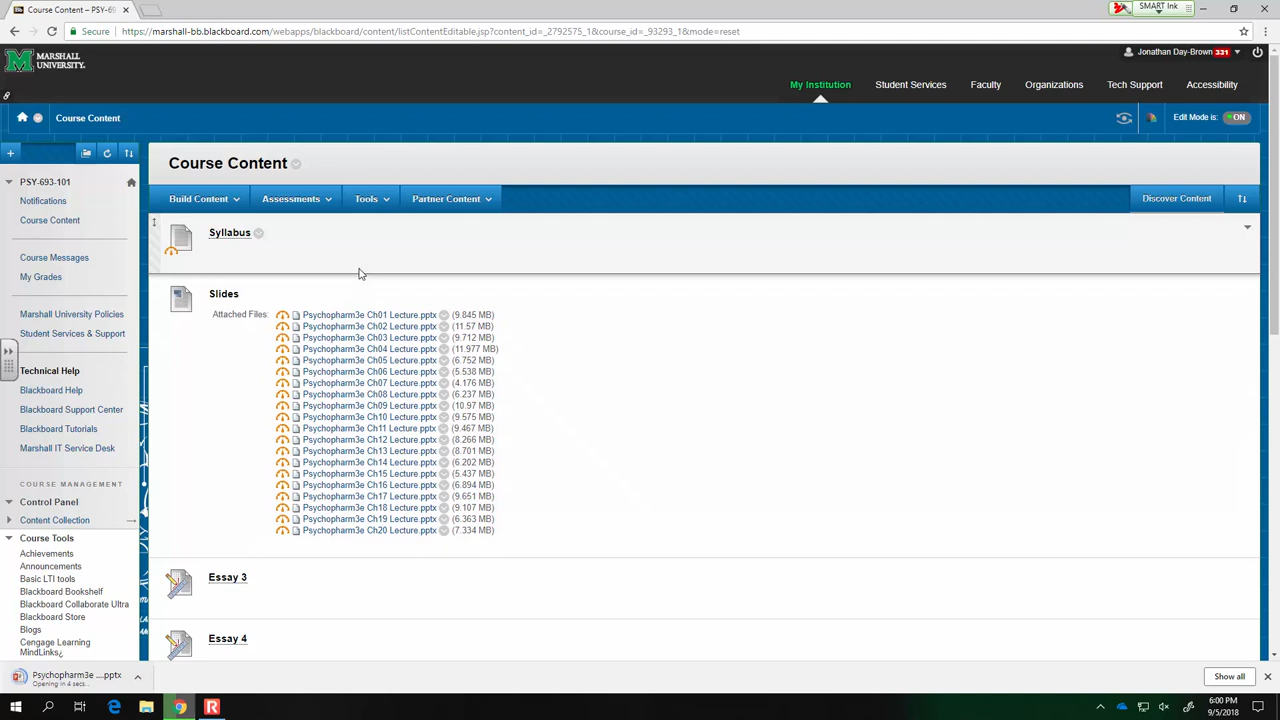 Course Content – PSY-693-101
SMART Ink
Secure
https://marshall-bb.blackboard.com/webapps/blackboard/content/listContentEditable.jsp?content_id=_2792575_1&course_id=_93293_1&mode=reset
MARSHALL
UNIVERSITY.
Jonathan Day-Brown 331
My Institution
Student Services
Faculty
Organizations
Tech Support
Accessibility
Course Content
Edit Mode is: ON
PSY-693-101
Notifications
Course Content
Course Messages
My Grades
Marshall University Policies
Student Services & Support
Technical Help
Blackboard Help
Blackboard Support Center
Blackboard Tutorials
Marshall IT Service Desk
COURSE MANAGEMENT
Control Panel
Content Collection
Course Tools
Achievements
Announcements
Basic LTI tools
Blackboard Bookshelf
Blackboard Collaborate Ultra
Blackboard Store
Blogs
Cengage Learning
MindLinks¿
Course Content
Build Content
Assessments
Tools
Partner Content
Discover Content
Syllabus
Slides
Attached Files:
Psychopharm3e Ch01 Lecture.pptx (9.845 MB)
Psychopharm3e Ch02 Lecture.pptx (11.57 MB)
Psychopharm3e Ch03 Lecture.pptx (9.712 MB)
Psychopharm3e Ch04 Lecture.pptx (11.977 MB)
Psychopharm3e Ch05 Lecture.pptx (6.752 MB)
Psychopharm3e Ch06 Lecture.pptx (5.538 MB)
Psychopharm3e Ch07 Lecture.pptx (4.176 MB)
Psychopharm3e Ch08 Lecture.pptx (6.237 MB)
Psychopharm3e Ch09 Lecture.pptx (10.97 MB)
Psychopharm3e Ch10 Lecture.pptx (9.575 MB)
Psychopharm3e Ch11 Lecture.pptx (9.467 MB)
Psychopharm3e Ch12 Lecture.pptx (8.266 MB)
Psychopharm3e Ch13 Lecture.pptx (8.701 MB)
Psychopharm3e Ch14 Lecture.pptx (6.202 MB)
Psychopharm3e Ch15 Lecture.pptx (5.437 MB)
Psychopharm3e Ch16 Lecture.pptx (6.894 MB)
Psychopharm3e Ch17 Lecture.pptx (9.651 MB)
Psychopharm3e Ch18 Lecture.pptx (9.107 MB)
Psychopharm3e Ch19 Lecture.pptx (6.363 MB)
Psychopharm3e Ch20 Lecture.pptx (7.334 MB)
Essay 3
Essay 4
Psychopharm3e ....pptx
Opening in 4 secs...
Show all
6:00 PM
9/5/2018